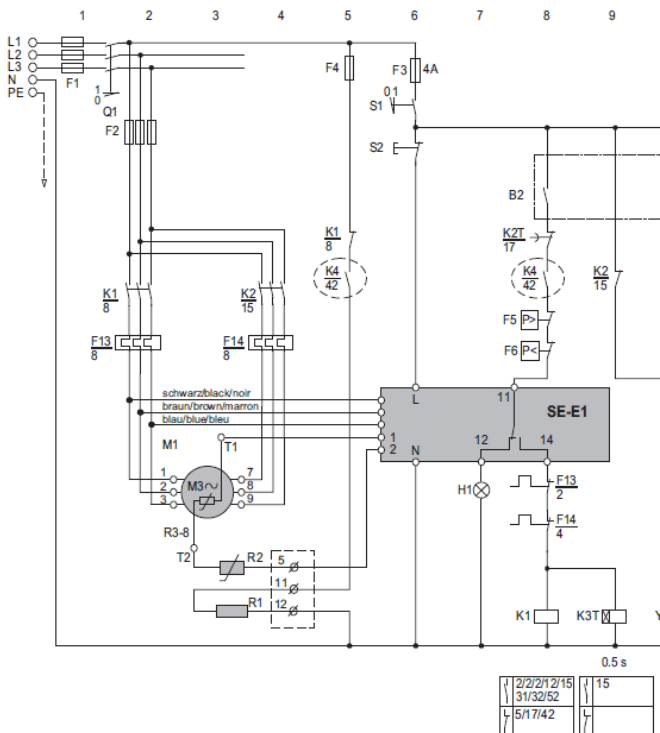 1 2 3 4 5 6 7 8 9
L1
L2
L3
N
PE
F1
1
0
Q1
F2
F4
F3 4A
S1 0 1
S2
B2
K1
8
K2T
17
K4
42
K4
42
K2
15
K1
8
K2
15
F5 P>
F6 P<
F13
8
F14
8
schwarz/black/noir
braun/brown/marron
blau/blue/bleu
L 11 SE-E1
M1 T1 1
2 N 12 14
1 7
2 M3~ 8
3 9
H1
F13
2
R3-8
F14
4
T2 R2 5
11
R1 12
K1 K3T Y
0.5 s
2/2/2/12/15 15
31/32/52
5/17/42